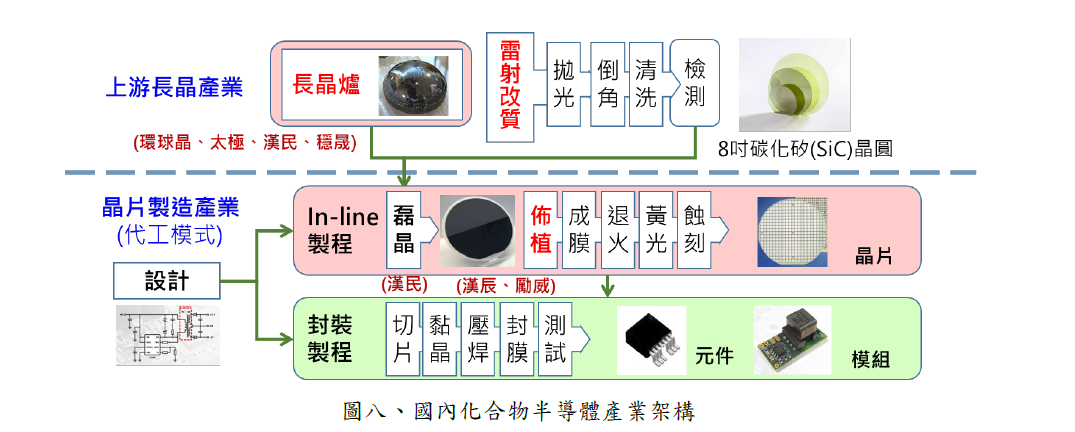 上游長晶產業
長晶爐
雷射改質
拋光
倒角
清洗
檢測
(環球晶、太極、漢民、穩晟)
8吋碳化矽(SiC)晶圓
晶片製造產業
(代工模式)
設計
In-line
製程
磊晶
佈植
成膜
退火
黃光
蝕刻
晶片
(漢民)
(漢辰、勵威)
封裝
製程
切片
黏晶
壓焊
封膜
測試
元件
模組
圖八、國內化合物半導體產業架構